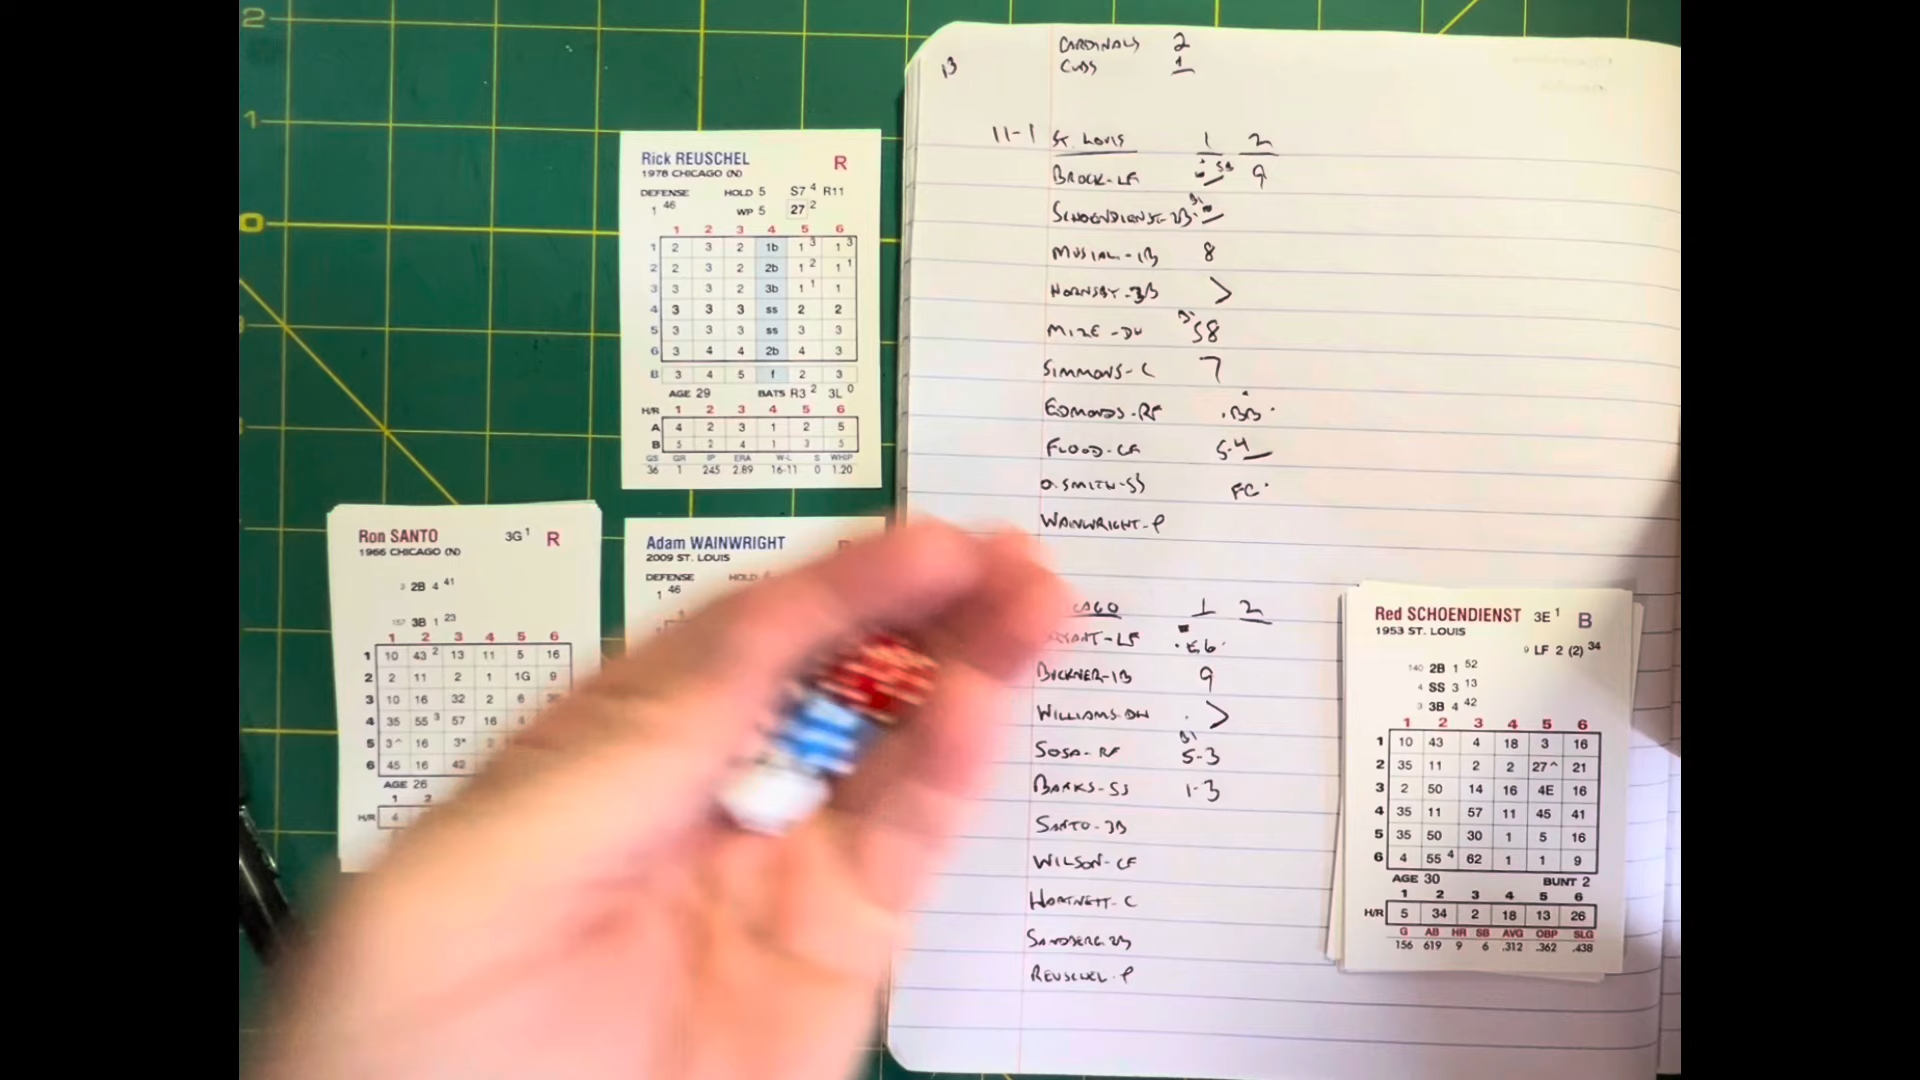 CARDINALS 2
13 CUBS 1
11-1 ST. LOUIS 1 2
BROCK-LF SB 9
SCHOENDIENST-2B
MUSIAL-1B 8
HORNSBY-3B >
MIZE-DH 58
SIMMONS-C 7
EDMONDS-RF BB
FLOOD-CF 5-4
O. SMITH-SS FC
WAINWRIGHT-P
1 2
E6
BUCKNER-1B 9
WILLIAMS-DH >
SOSA-RF 5-3
BANKS-SS 1-3
SANTO-3B
WILSON-CF
HARTNETT-C
SANDBERG-2B
REUSCHEL-P
Rick REUSCHEL R
1978 CHICAGO (N)
DEFENSE HOLD 5 S7 4 R11
1 46 WP 5 27 2
1 2 3 4 5 6
1 2 3 2 1b 1 3 1 3
2 2 3 2 2b 1 2 1 1
3 3 3 2 3b 1 1 1
4 3 3 3 ss 2 2
5 3 3 3 ss 3 3
6 3 4 4 2b 4 3
B 3 4 5 f 2 3
AGE 29 BATS R3 2 3L 0
H/R 1 2 3 4 5 6
A 4 2 3 1 2 5
B 5 2 4 1 3 5
GS GR IP ERA W-L S WHIP
36 1 245 2.89 16-11 0 1.20
Ron SANTO 3G 1 R
1966 CHICAGO (N)
3 2B 4 41
157 3B 1 23
1 2 3 4 5 6
1 10 43 2 13 11 5 16
2 2 11 2 1 1G 9
3 10 16 32 2 6
4 35 55 3 57 16
5 3^ 16 3*
6 45 16 42
AGE 26
1 2
H/R 4
Adam WAINWRIGHT
2009 ST. LOUIS
DEFENSE HOLD
1 46
Red SCHOENDIENST 3E 1 B
1953 ST. LOUIS
9 LF 2 (2) 34
140 2B 1 52
4 SS 3 13
3 3B 4 42
1 2 3 4 5 6
1 10 43 4 18 3 16
2 35 11 2 2 27^ 21
3 2 50 14 16 4E 16
4 35 11 57 11 45 41
5 35 50 30 1 5 16
6 4 55 4 62 1 1 9
AGE 30 BUNT 2
1 2 3 4 5 6
H/R 5 34 2 18 13 26
G AB HR SB AVG OBP SLG
156 619 9 6 .312 .362 .438
2
1
0